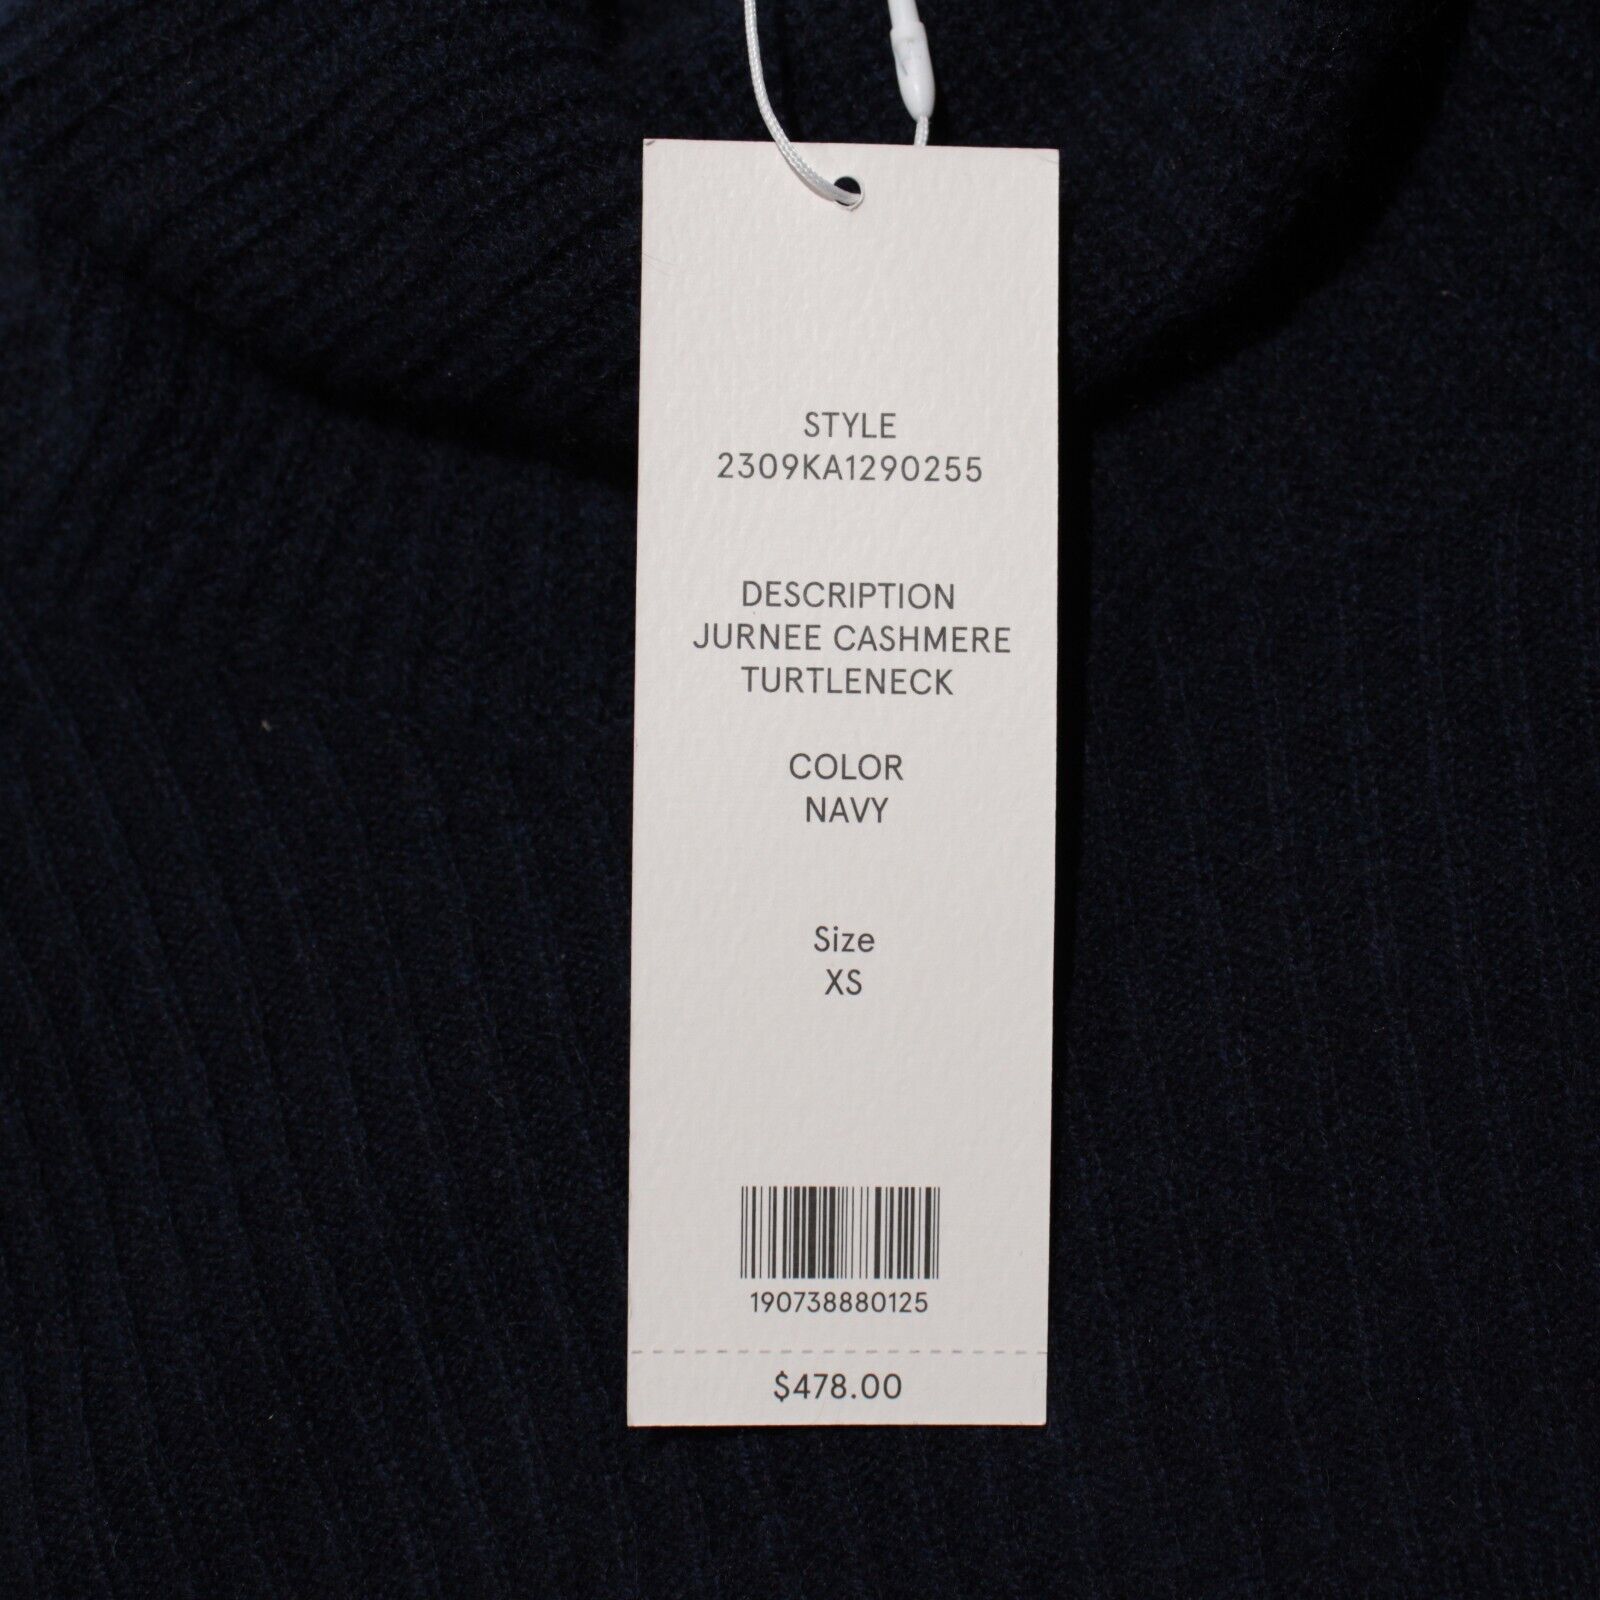 STYLE
2309KA1290255
DESCRIPTION
JURNEE CASHMERE
TURTLENECK
COLOR
NAVY
Size
XS
190738880125
$478.00